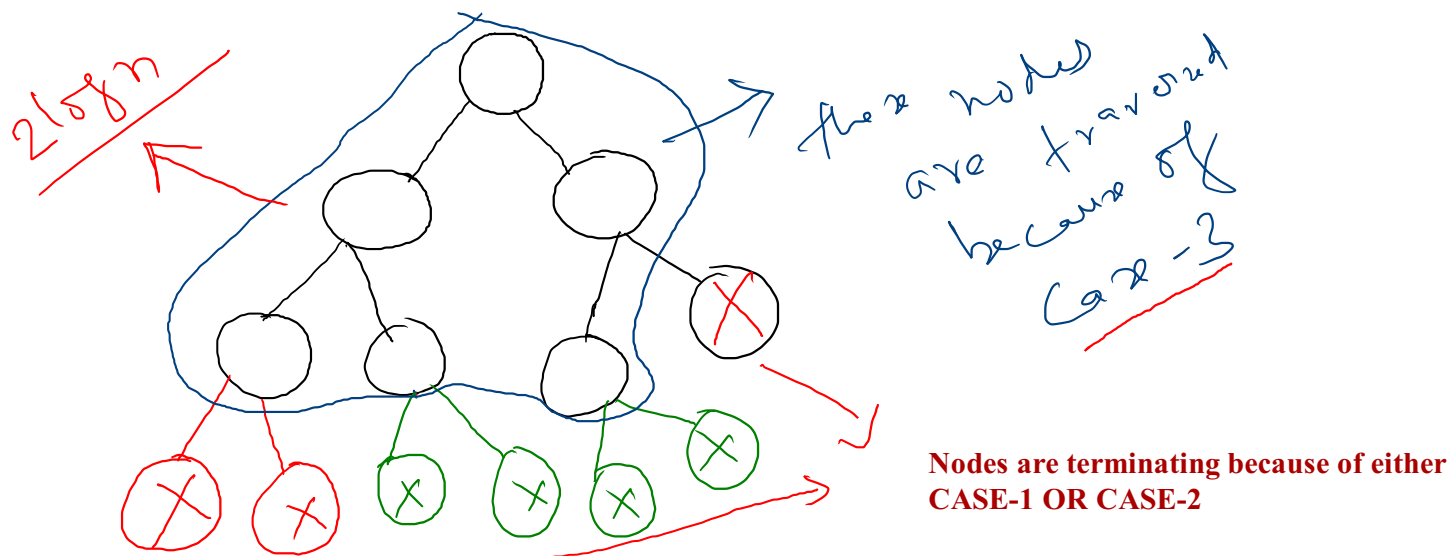 2logn
these nodes
are traversed
because of
Case-3
Nodes are terminating because of either
CASE-1 OR CASE-2